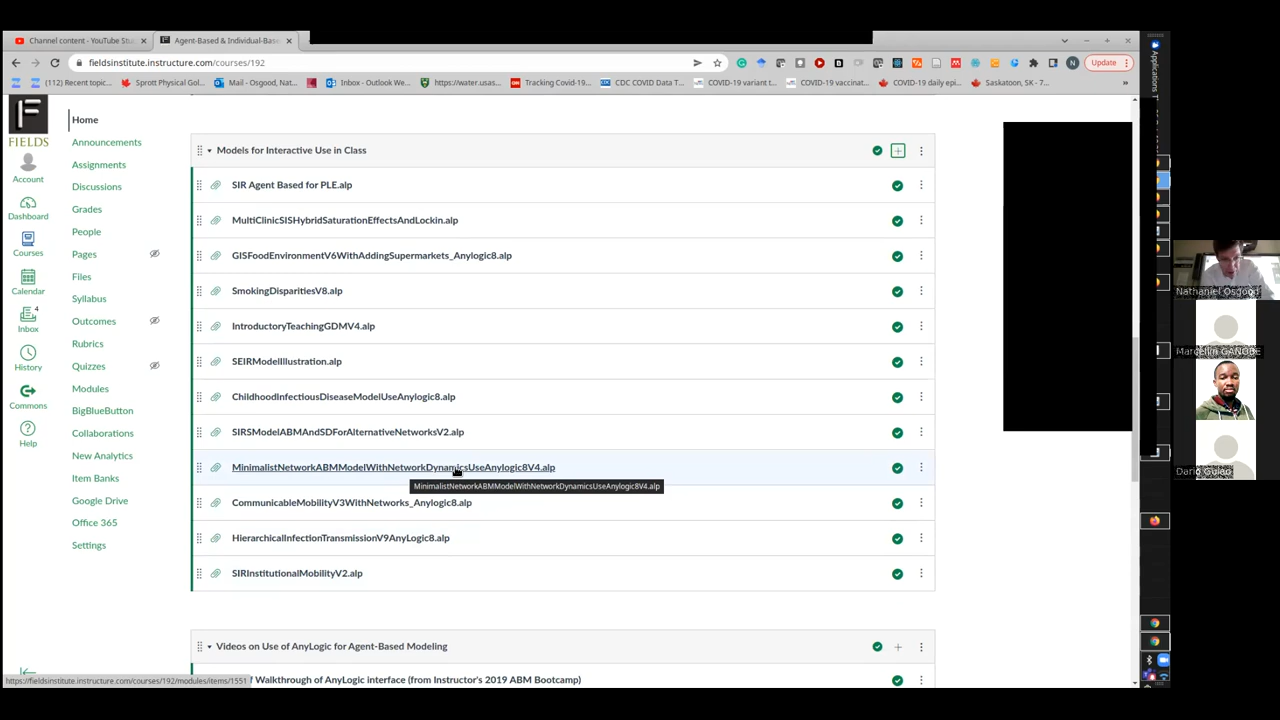 Channel content - YouTube Stu
Agent-Based & Individual-Bas
fieldsinstitute.instructure.com/courses/192
Update
(112) Recent topic...
Sprott Physical Gol...
Mail - Osgood, Nat...
Inbox - Outlook We...
https://water.usas...
Tracking Covid-19...
CDC COVID Data T...
COVID-19 variant t...
COVID-19 vaccinat...
COVID-19 daily epi...
Saskatoon, SK - 7...
Applications
FIELDS
Account
Dashboard
Courses
Calendar
4
Inbox
History
Commons
Help
Home
Announcements
Assignments
Discussions
Grades
People
Pages
Files
Syllabus
Outcomes
Rubrics
Quizzes
Modules
BigBlueButton
Collaborations
New Analytics
Item Banks
Google Drive
Office 365
Settings
Models for Interactive Use in Class
SIR Agent Based for PLE.alp
MultiClinicSISHybridSaturationEffectsAndLockin.alp
GISFoodEnvironmentV6WithAddingSupermarkets_Anylogic8.alp
SmokingDisparitiesV8.alp
IntroductoryTeachingGDMV4.alp
SEIRModelIllustration.alp
ChildhoodInfectiousDiseaseModelUseAnylogic8.alp
SIRSModelABMAndSDForAlternativeNetworksV2.alp
MinimalistNetworkABMModelWithNetworkDynamicsUseAnylogic8V4.alp
MinimalistNetworkABMModelWithNetworkDynamicsUseAnylogic8V4.alp
CommunicableMobilityV3WithNetworks_Anylogic8.alp
HierarchicalInfectionTransmissionV9AnyLogic8.alp
SIRInstitutionalMobilityV2.alp
Videos on Use of AnyLogic for Agent-Based Modeling
Walkthrough of AnyLogic interface (from Instructor's 2019 ABM Bootcamp)
https://fieldsinstitute.instructure.com/courses/192/modules/items/1551
Nathaniel Osgood
Marcellin
Dario